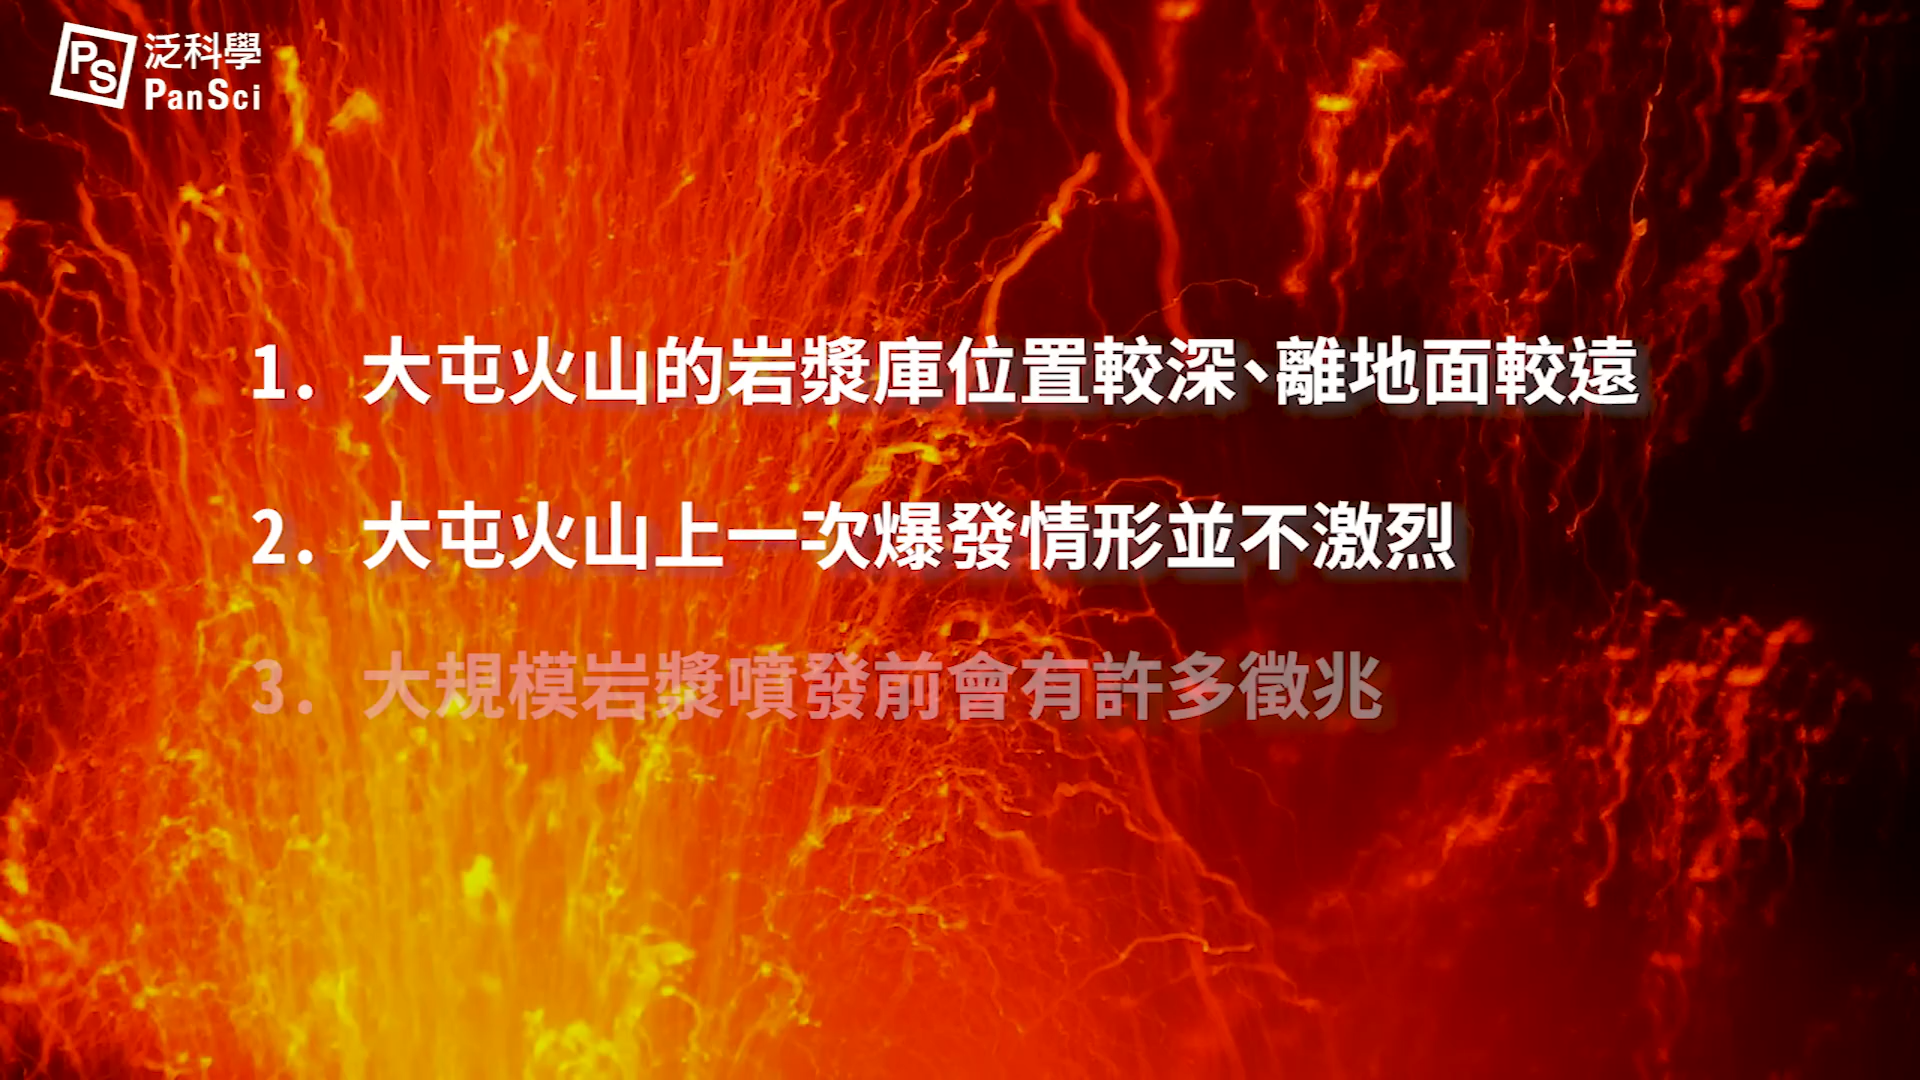 PS 泛科學
PanSci
1. 大屯火山的岩漿庫位置較深、離地面較遠
2. 大屯火山上一次爆發情形並不激烈
3. 大規模岩漿噴發前會有許多徵兆